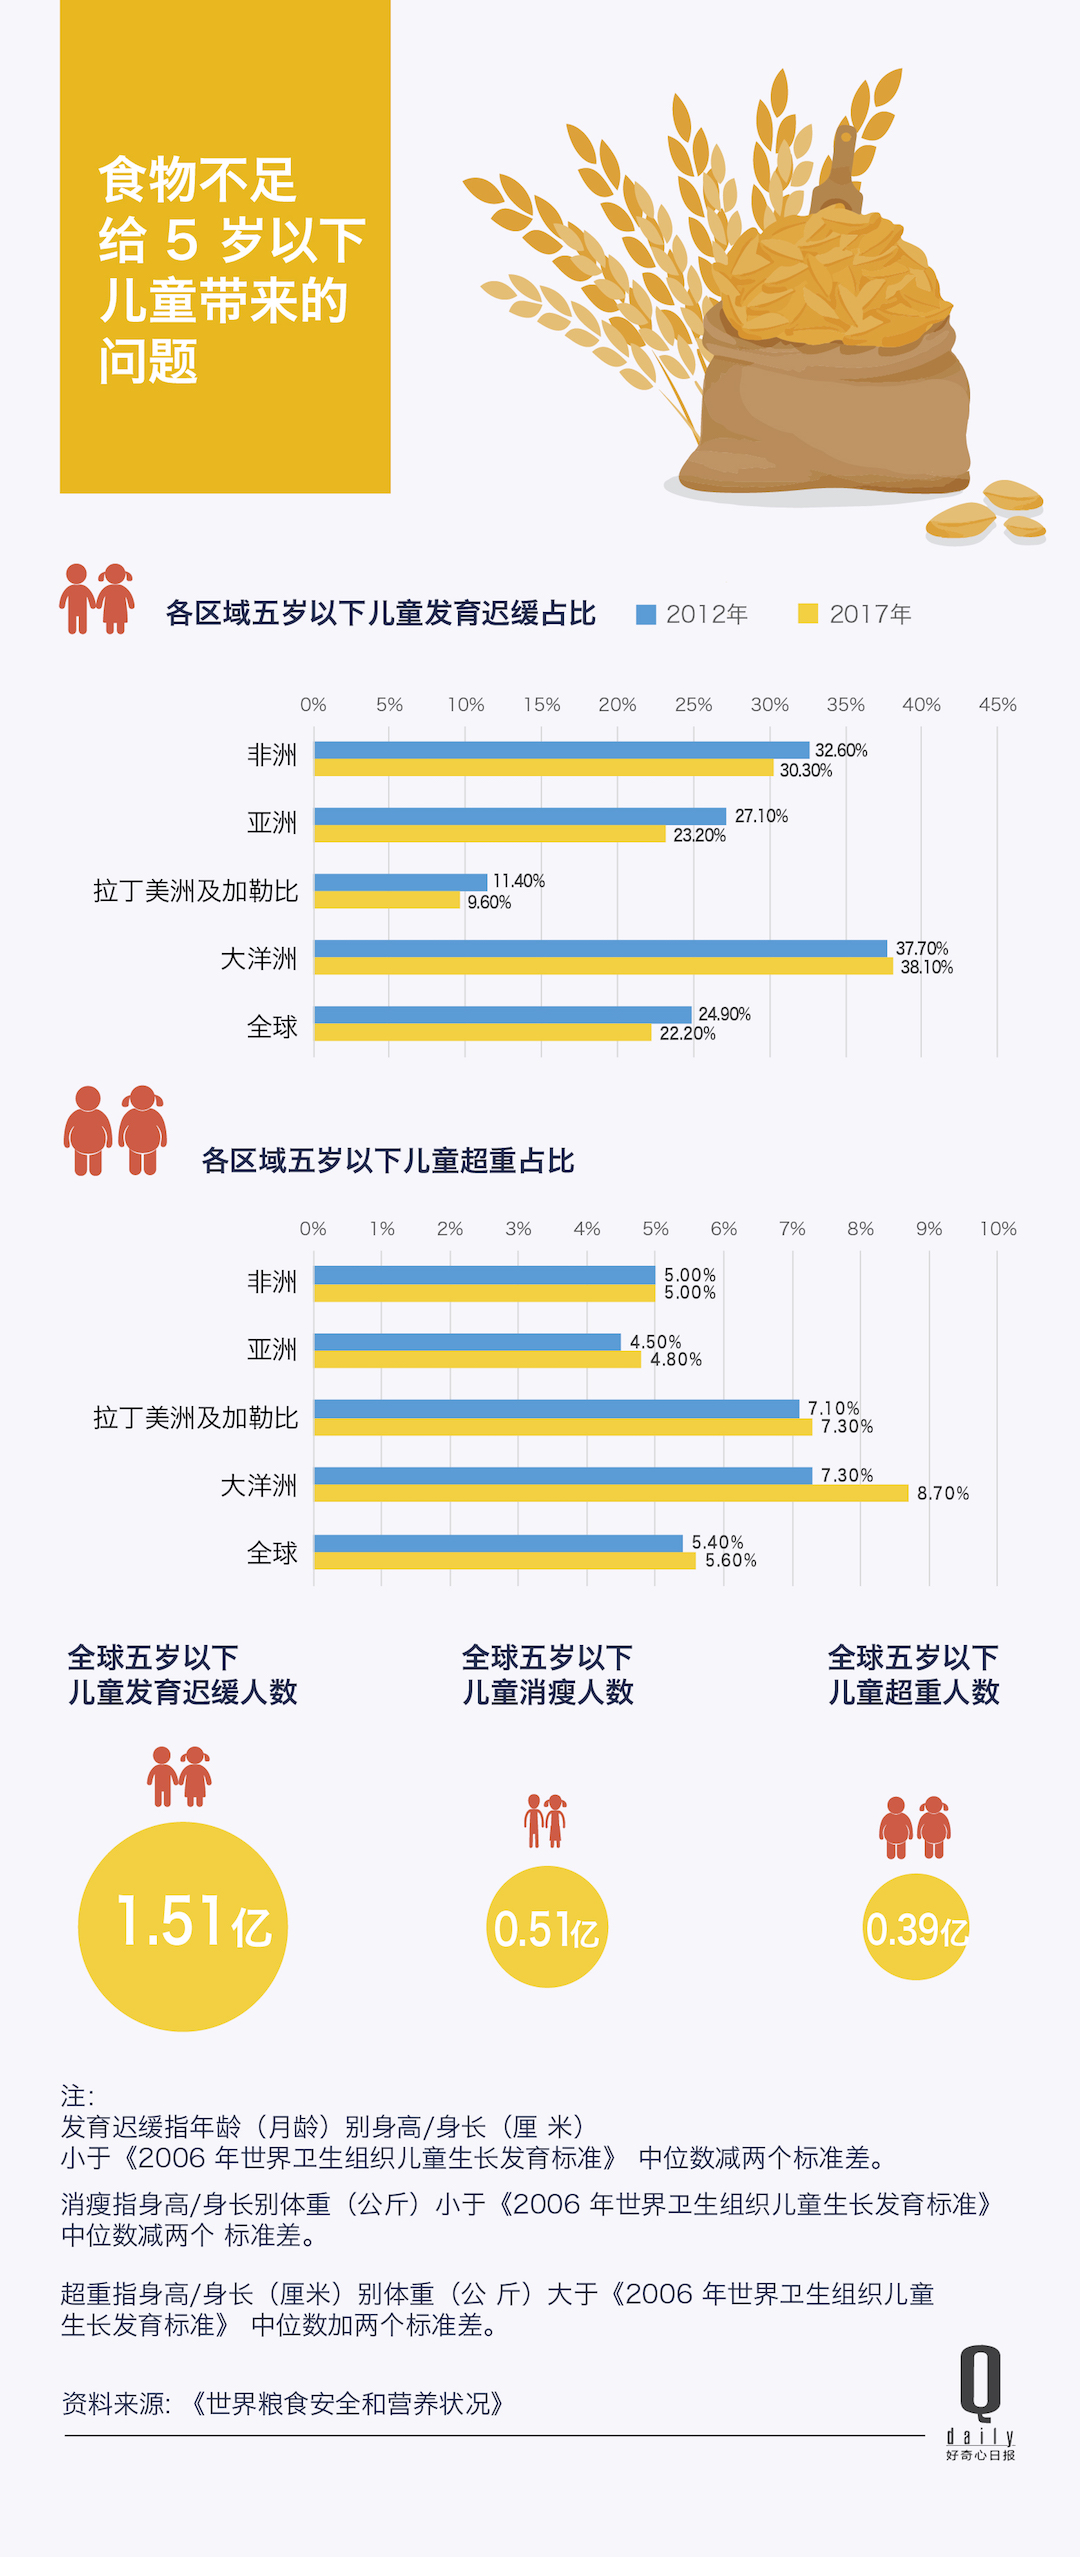 食物不足
给 5 岁以下
儿童带来的
问题
各区域五岁以下儿童发育迟缓占比 2012年 2017年
0% 5% 10% 15% 20% 25% 30% 35% 40% 45%
非洲 32.60%
30.30%
亚洲 27.10%
23.20%
拉丁美洲及加勒比 11.40%
9.60%
大洋洲 37.70%
38.10%
全球 24.90%
22.20%
各区域五岁以下儿童超重占比
0% 1% 2% 3% 4% 5% 6% 7% 8% 9% 10%
非洲 5.00%
5.00%
亚洲 4.50%
4.80%
拉丁美洲及加勒比 7.10%
7.30%
大洋洲 7.30%
8.70%
全球 5.40%
5.60%
全球五岁以下
儿童发育迟缓人数
全球五岁以下
儿童消瘦人数
全球五岁以下
儿童超重人数
1.51亿
0.51亿
0.39亿
注:
发育迟缓指年龄（月龄）别身高/身长（厘 米）
小于《2006 年世界卫生组织儿童生长发育标准》 中位数减两个标准差。
消瘦指身高/身长别体重（公斤）小于《2006 年世界卫生组织儿童生长发育标准》
中位数减两个 标准差。
超重指身高/身长（厘米）别体重（公 斤）大于《2006 年世界卫生组织儿童
生长发育标准》 中位数加两个标准差。
资料来源: 《世界粮食安全和营养状况》
Q
daily
好奇心日报